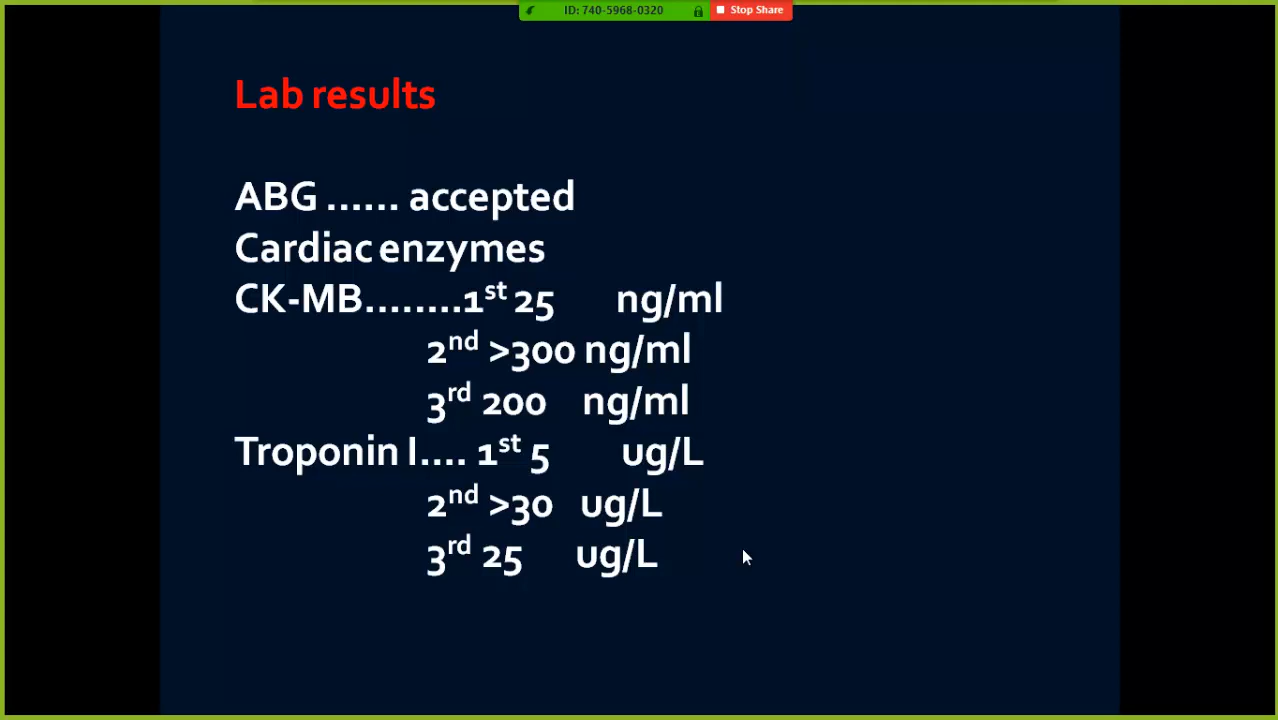 ID: 740-5968-0320 Stop Share
Lab results
ABG ...... accepted
Cardiac enzymes
CK-MB........1st 25 ng/ml
2nd >300 ng/ml
3rd 200 ng/ml
Troponin I.... 1st 5 ug/L
2nd >30 ug/L
3rd 25 ug/L